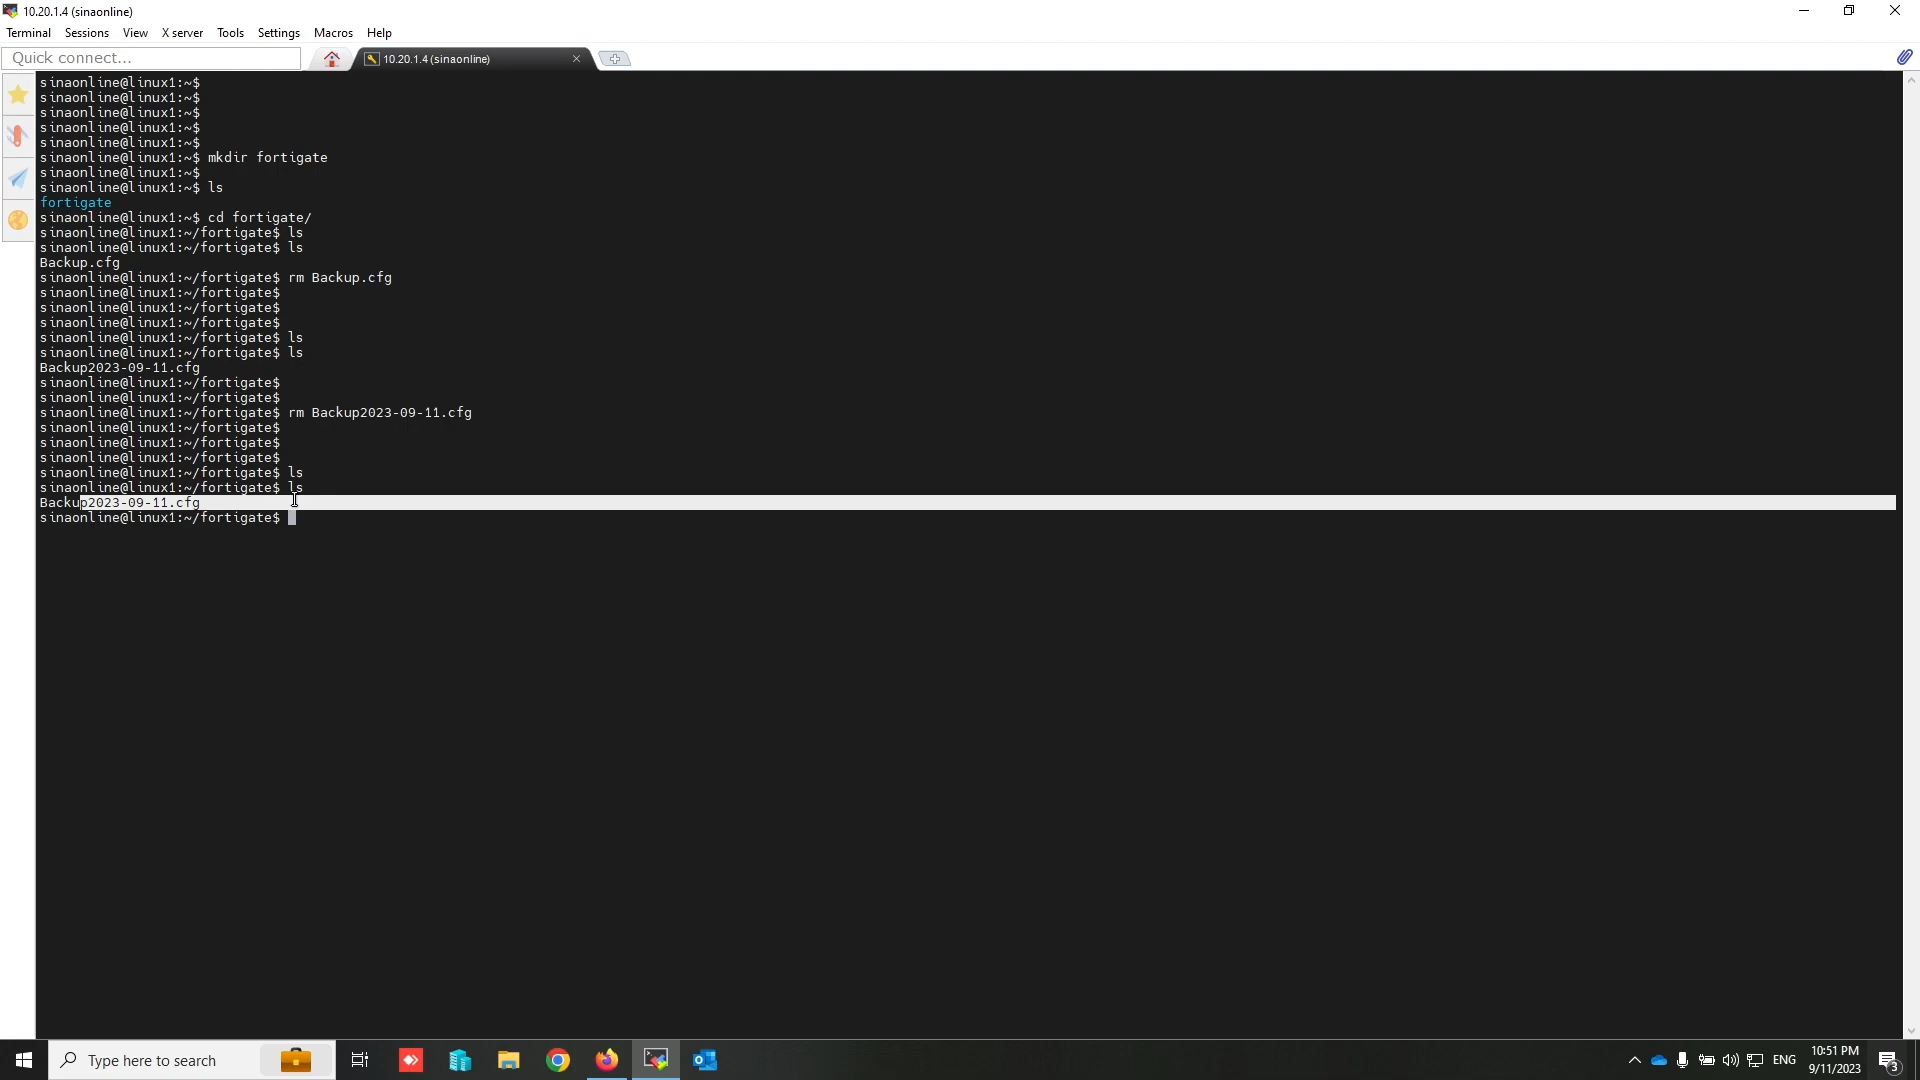 10.20.1.4 (sinaonline)
Terminal Sessions View X server Tools Settings Macros Help
Quick connect...
10.20.1.4 (sinaonline)
sinaonline@linux1:~$
sinaonline@linux1:~$
sinaonline@linux1:~$
sinaonline@linux1:~$
sinaonline@linux1:~$
sinaonline@linux1:~$ mkdir fortigate
sinaonline@linux1:~$
sinaonline@linux1:~$ ls
fortigate
sinaonline@linux1:~$ cd fortigate/
sinaonline@linux1:~/fortigate$ ls
sinaonline@linux1:~/fortigate$ ls
Backup.cfg
sinaonline@linux1:~/fortigate$ rm Backup.cfg
sinaonline@linux1:~/fortigate$
sinaonline@linux1:~/fortigate$
sinaonline@linux1:~/fortigate$
sinaonline@linux1:~/fortigate$ ls
sinaonline@linux1:~/fortigate$ ls
Backup2023-09-11.cfg
sinaonline@linux1:~/fortigate$
sinaonline@linux1:~/fortigate$
sinaonline@linux1:~/fortigate$ rm Backup2023-09-11.cfg
sinaonline@linux1:~/fortigate$
sinaonline@linux1:~/fortigate$
sinaonline@linux1:~/fortigate$
sinaonline@linux1:~/fortigate$ ls
sinaonline@linux1:~/fortigate$ ls
Backup2023-09-11.cfg
sinaonline@linux1:~/fortigate$
Type here to search
ENG
10:51 PM
9/11/2023
3